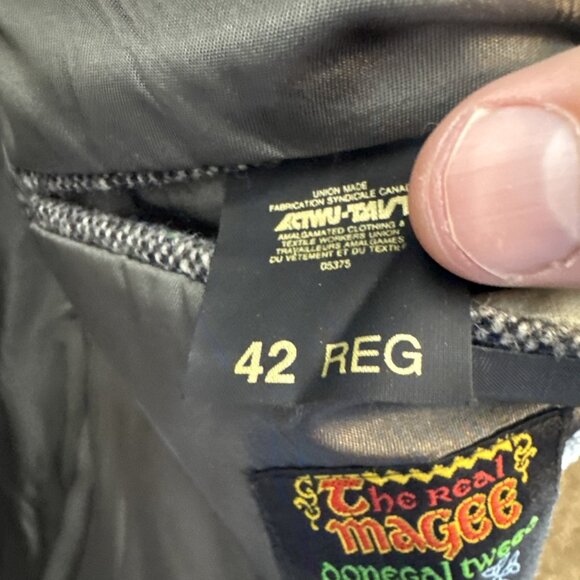 UNION MADE
FABRICATION SYNDICALE CANA
ACTWU-TAVT
AMALGAMATED CLOTHING &
TEXTILE WORKERS UNION
TRAVAILLEURS AMALGAMES
DU VÊTEMENT ET DU TEXTI
05375
42 REG
The Real
MaGee
Donegal tweed